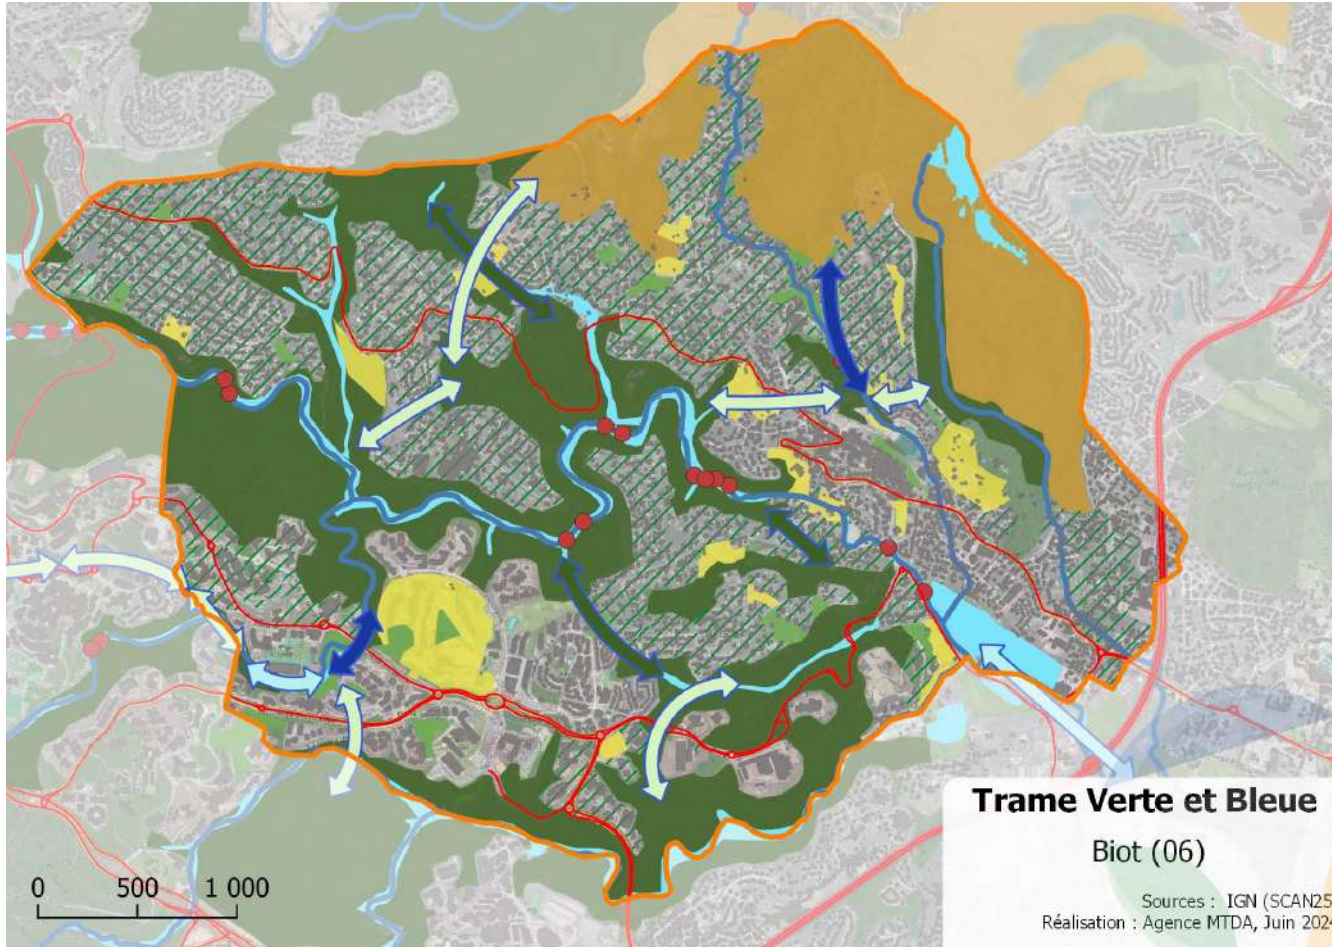 Trame Verte et Bleue
Biot (06)
0 500 1 000
Sources : IGN (SCAN25
Réalisation : Agence MTDA, Juin 202